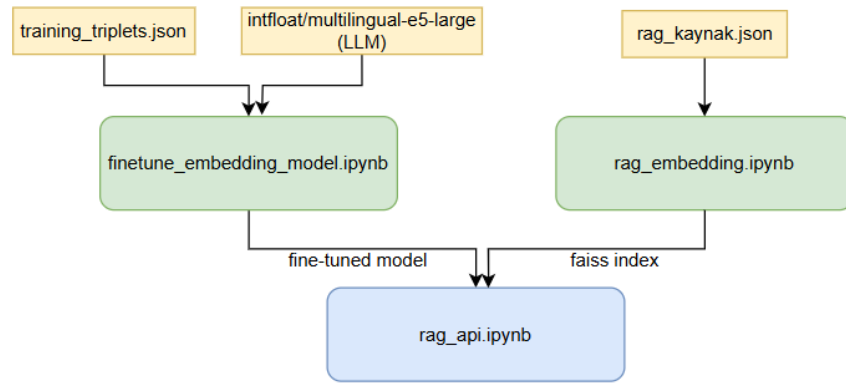 training_triplets.json
intfloat/multilingual-e5-large
(LLM)
rag_kaynak.json
finetune_embedding_model.ipynb
rag_embedding.ipynb
fine-tuned model
faiss index
rag_api.ipynb